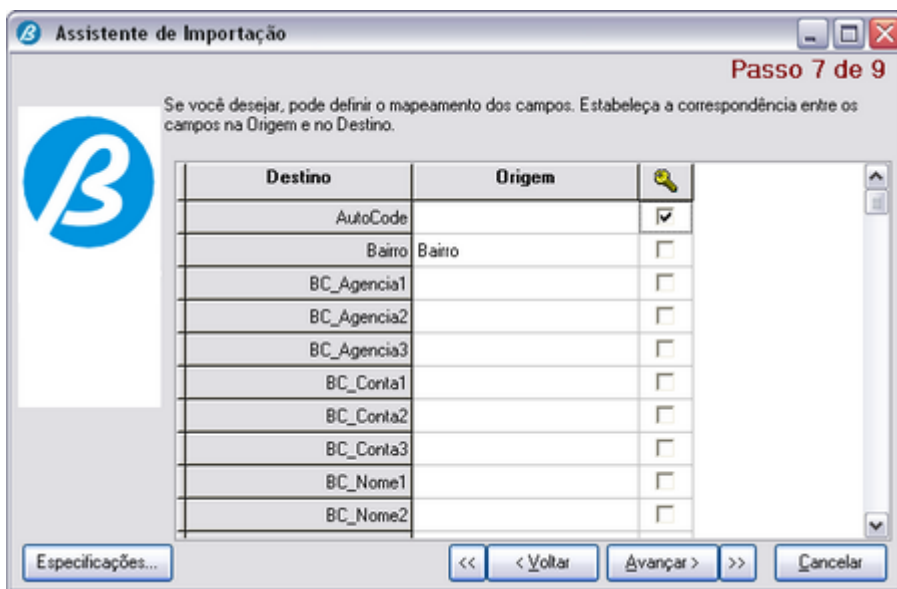 Assistente de Importação
Passo 7 de 9
Se você desejar, pode definir o mapeamento dos campos. Estabeleça a correspondência entre os
campos na Origem e no Destino.
Destino Origem
AutoCode
Bairro Bairro
BC_Agencia1
BC_Agencia2
BC_Agencia3
BC_Conta1
BC_Conta2
BC_Conta3
BC_Nome1
BC_Nome2
Especificações... << < Voltar Avançar > >> Cancelar